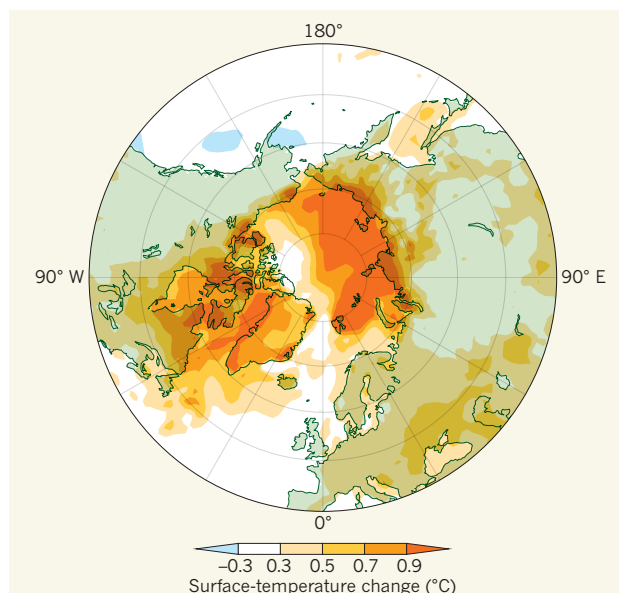 180°
90° W
90° E
0°
–0.3 0.3 0.5 0.7 0.9
Surface-temperature change (°C)